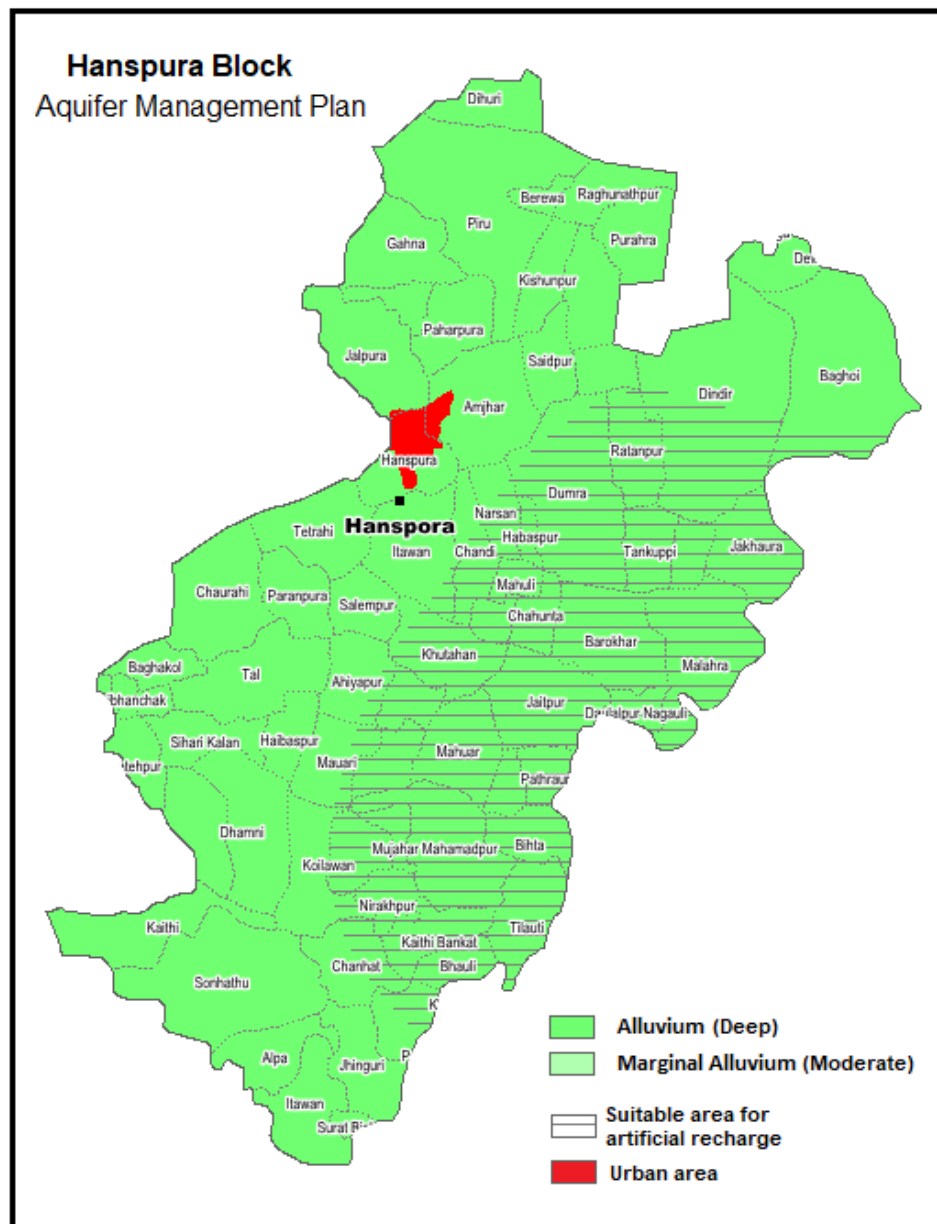 Hanspura Block
Aquifer Management Plan
Dihuri
Berewa
Raghunathpur
Piru
Gahna
Purahra
Kishunpur
Paharpura
Jalpura
Saidpur
Baghoi
Dindir
Amjhar
Ratanpur
Hanspura
Dumra
Hanspora
Narsan
Tetrahi
Habaspur
Itawan
Chandi
Tankuppi
Jakhaura
Mahuli
Chaurahi
Paranpura
Salempur
Chahunta
Barokhar
Khutahan
Malahra
Baghakol
Tal
Ahiyapur
bhanchak
Jaitpur
Nagauli
Sihari Kalan
Haibaspur
Mahuar
tehpur
Mauari
Pathraur
Dhamni
Mujahar
Mahamadpur
Bihta
Koilawan
Nirakhpur
Kaithi
Tilauti
Kaithi Bankat
Chanhat
Bhauli
Sonhathu
Alpa
Jhinguri
Itawan
Surat
Alluvium (Deep)
Marginal Alluvium (Moderate)
Suitable area for
artificial recharge
Urban area